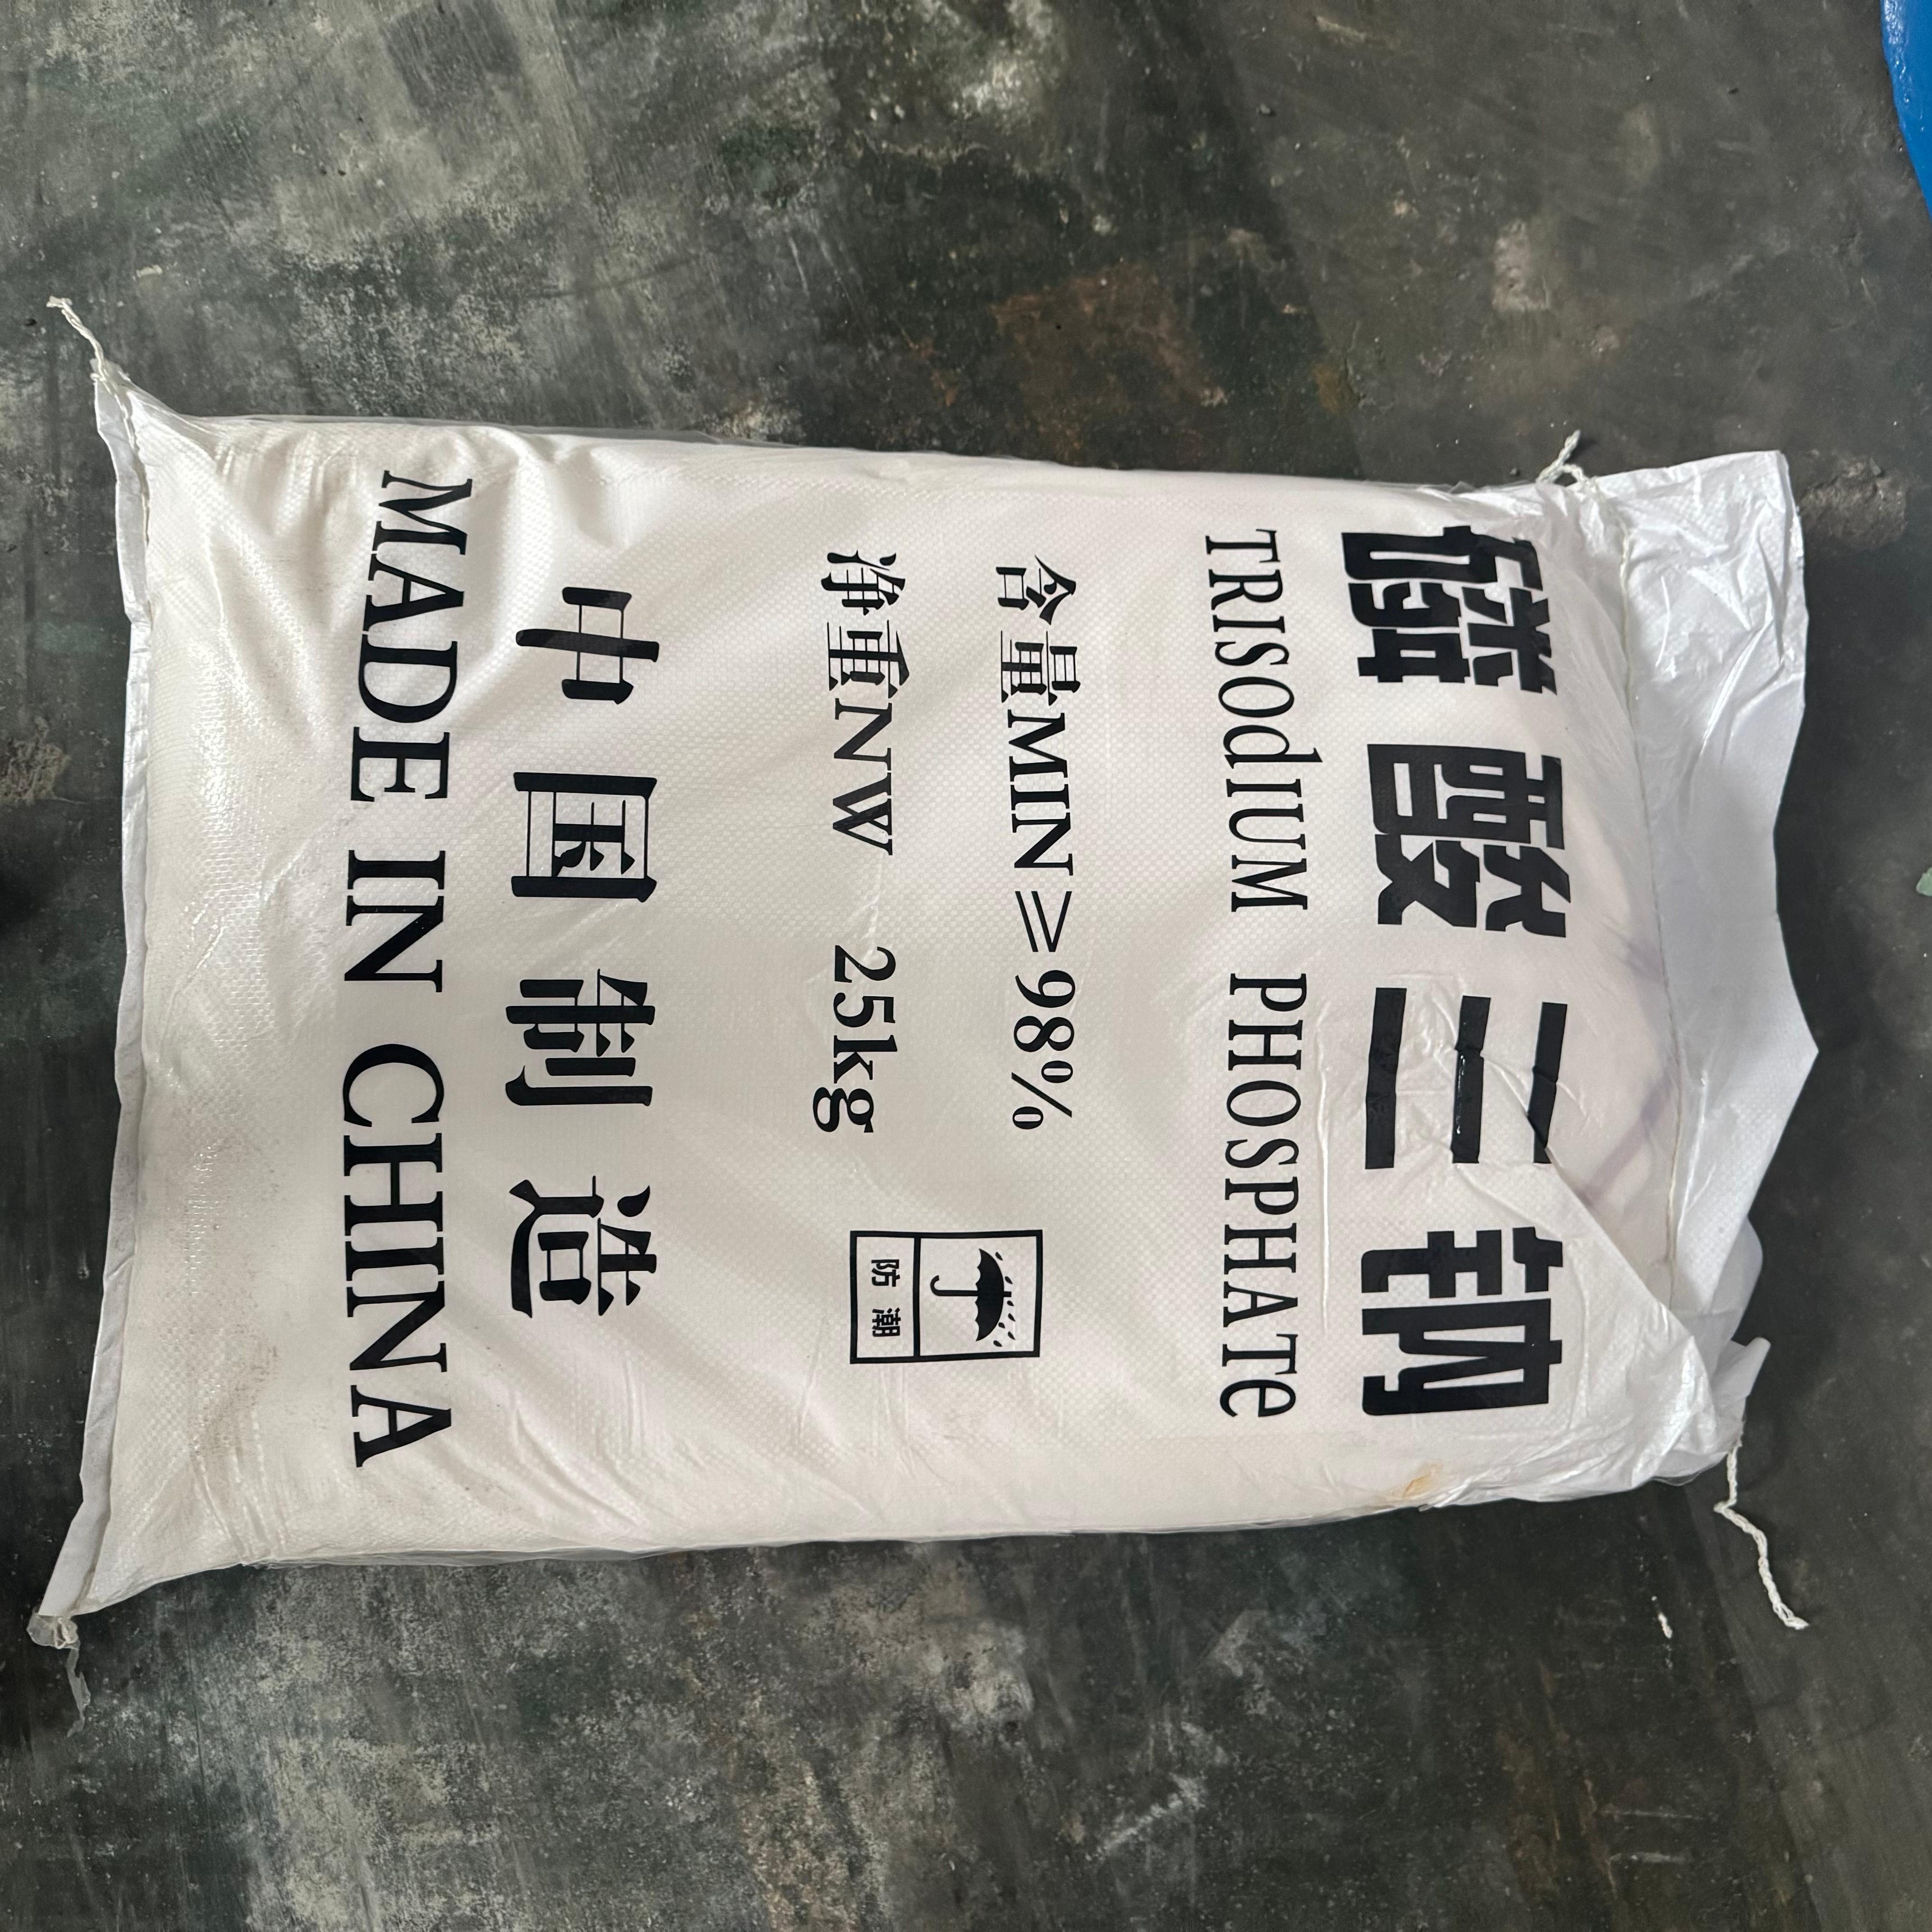 磷酸三钠
TRISOdIUM PHOSPHATe
含量MIN≥98%
净重NW 25kg
防潮
中国制造
MADE IN CHINA